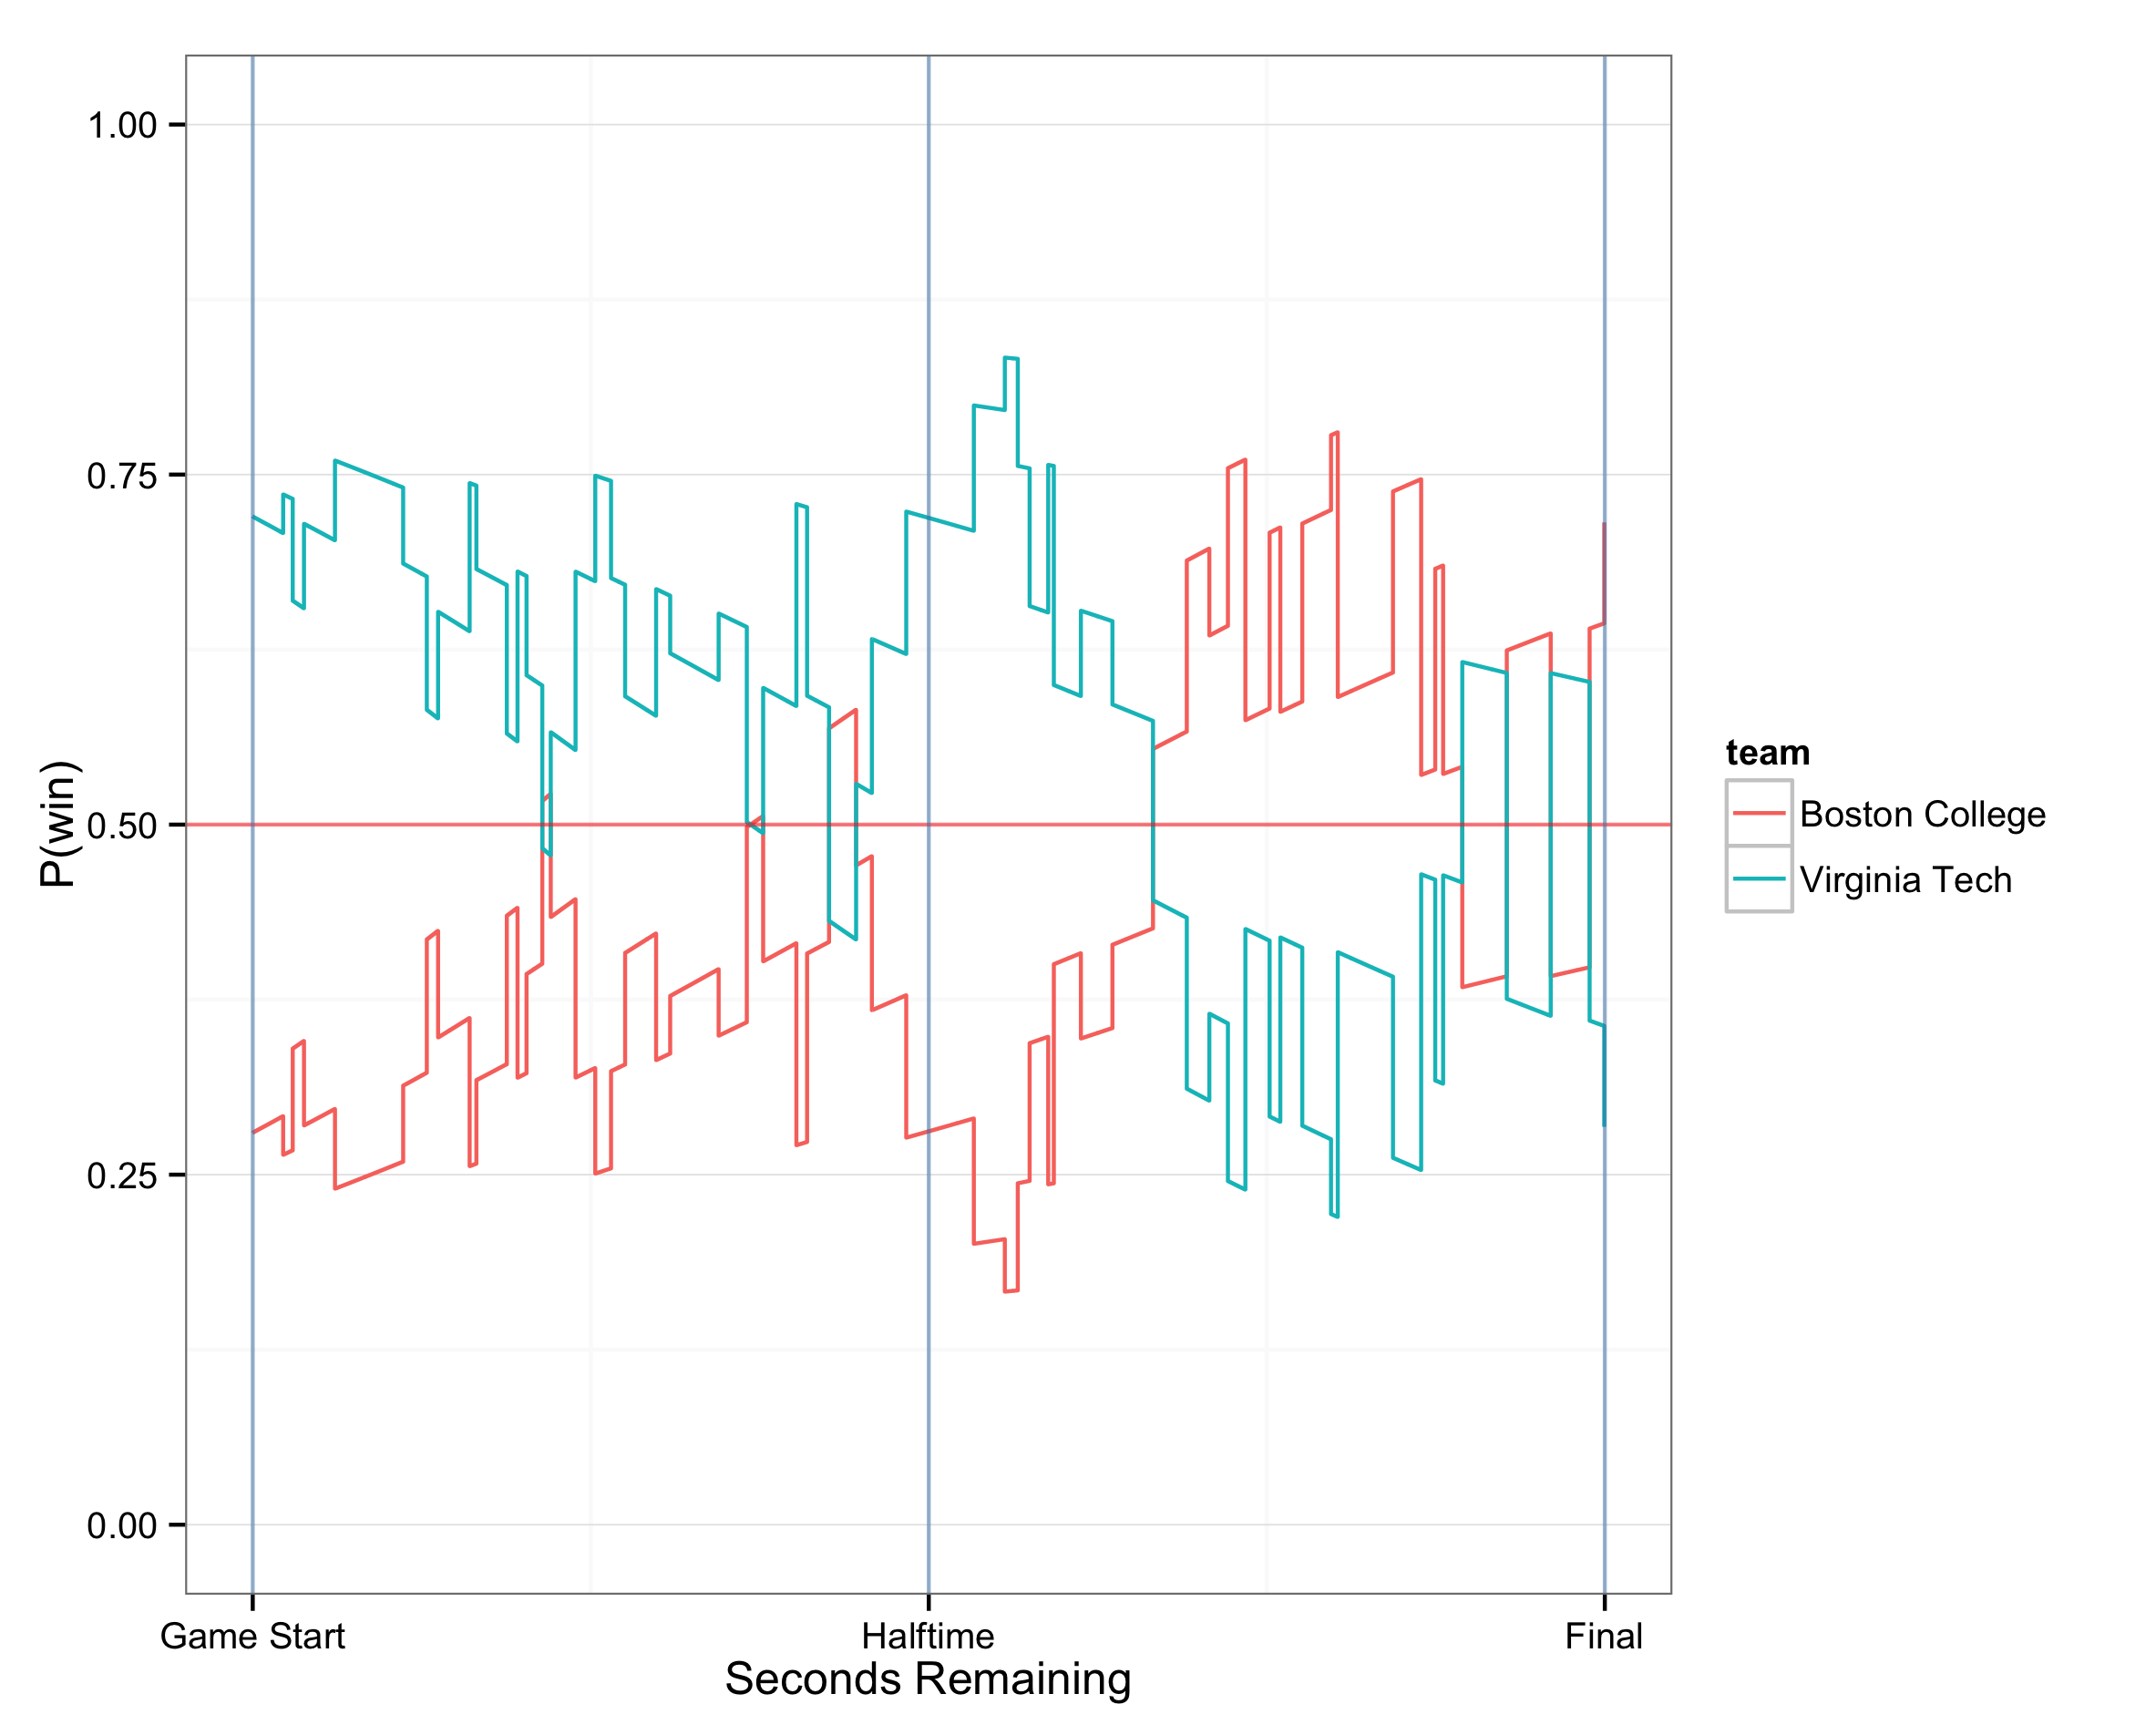 1.00
0.75
0.50
0.25
0.00
P(win)
Game Start
Halftime
Final
Seconds Remaining
team
Boston College
Virginia Tech